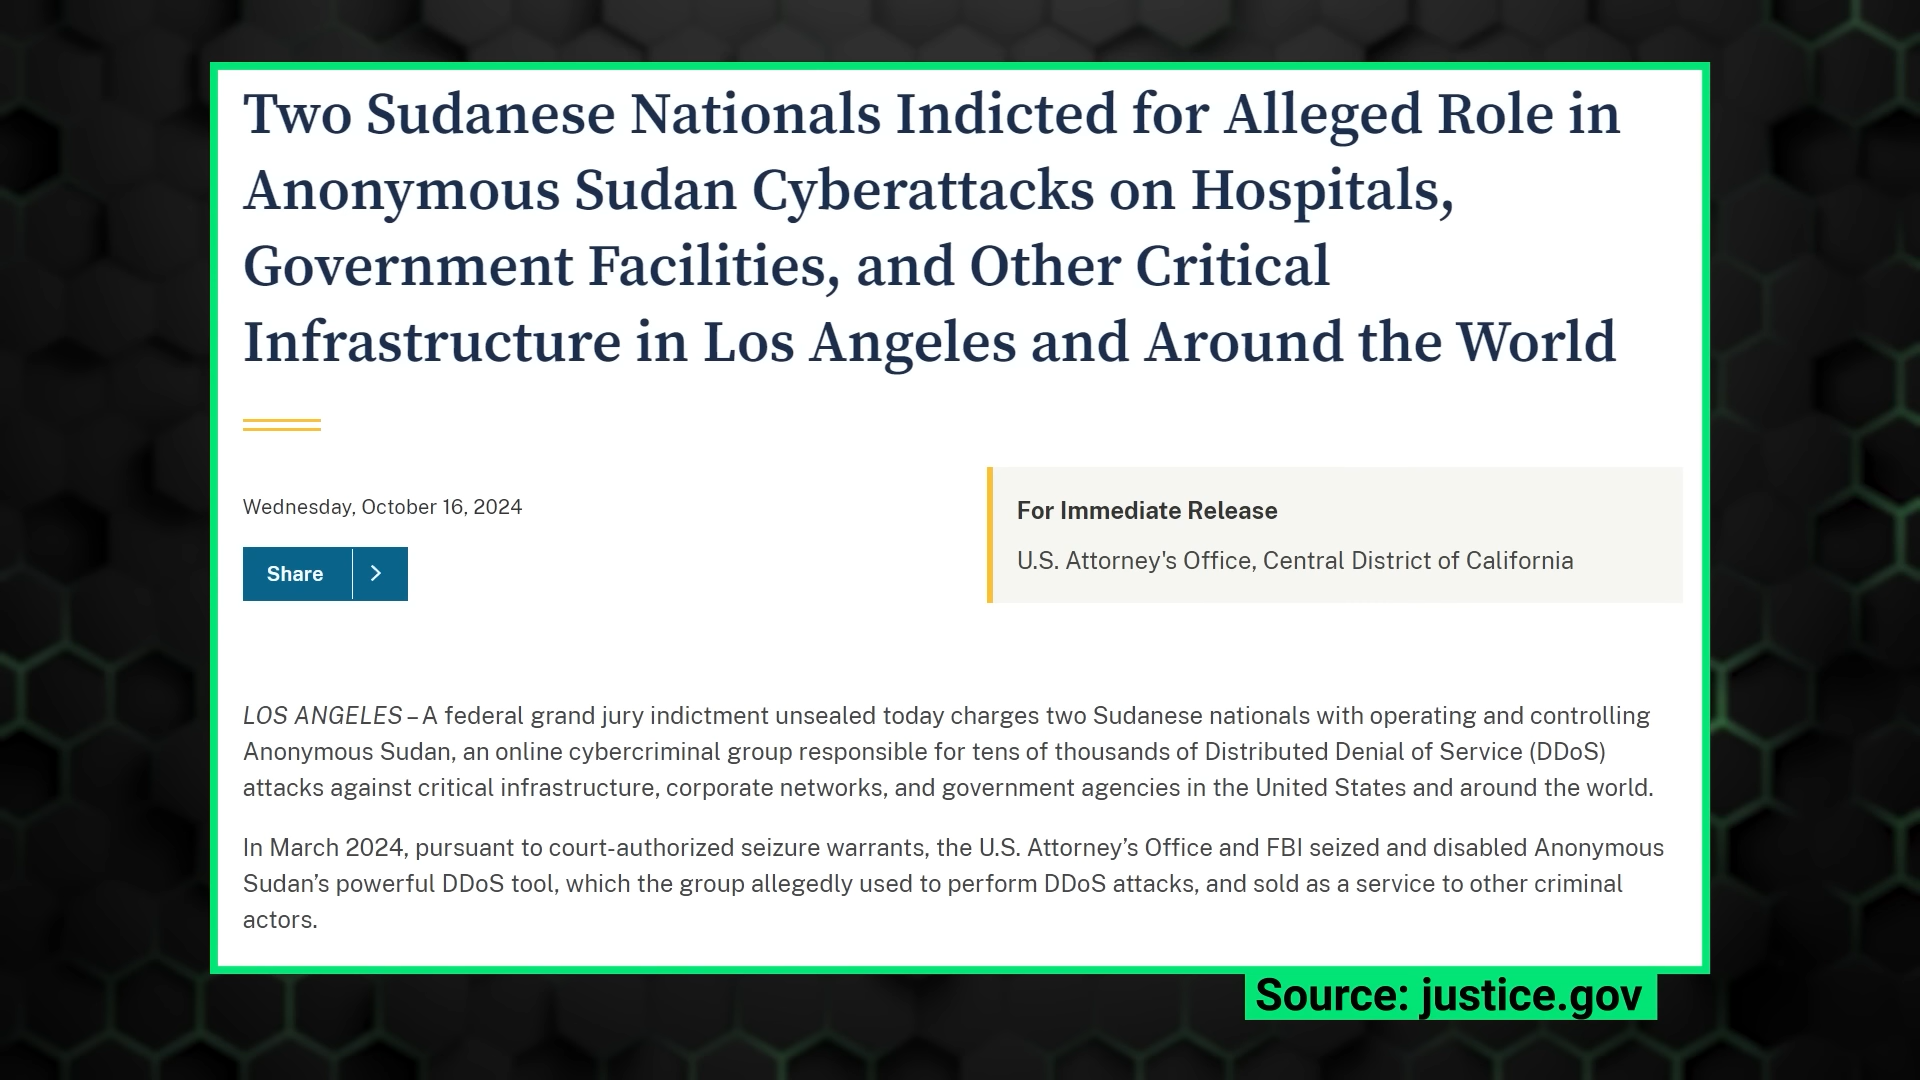 Two Sudanese Nationals Indicted for Alleged Role in
Anonymous Sudan Cyberattacks on Hospitals,
Government Facilities, and Other Critical
Infrastructure in Los Angeles and Around the World
Wednesday, October 16, 2024
Share
For Immediate Release
U.S. Attorney's Office, Central District of California
LOS ANGELES – A federal grand jury indictment unsealed today charges two Sudanese nationals with operating and controlling
Anonymous Sudan, an online cybercriminal group responsible for tens of thousands of Distributed Denial of Service (DDoS)
attacks against critical infrastructure, corporate networks, and government agencies in the United States and around the world.
In March 2024, pursuant to court-authorized seizure warrants, the U.S. Attorney’s Office and FBI seized and disabled Anonymous
Sudan’s powerful DDoS tool, which the group allegedly used to perform DDoS attacks, and sold as a service to other criminal
actors.
Source: justice.gov